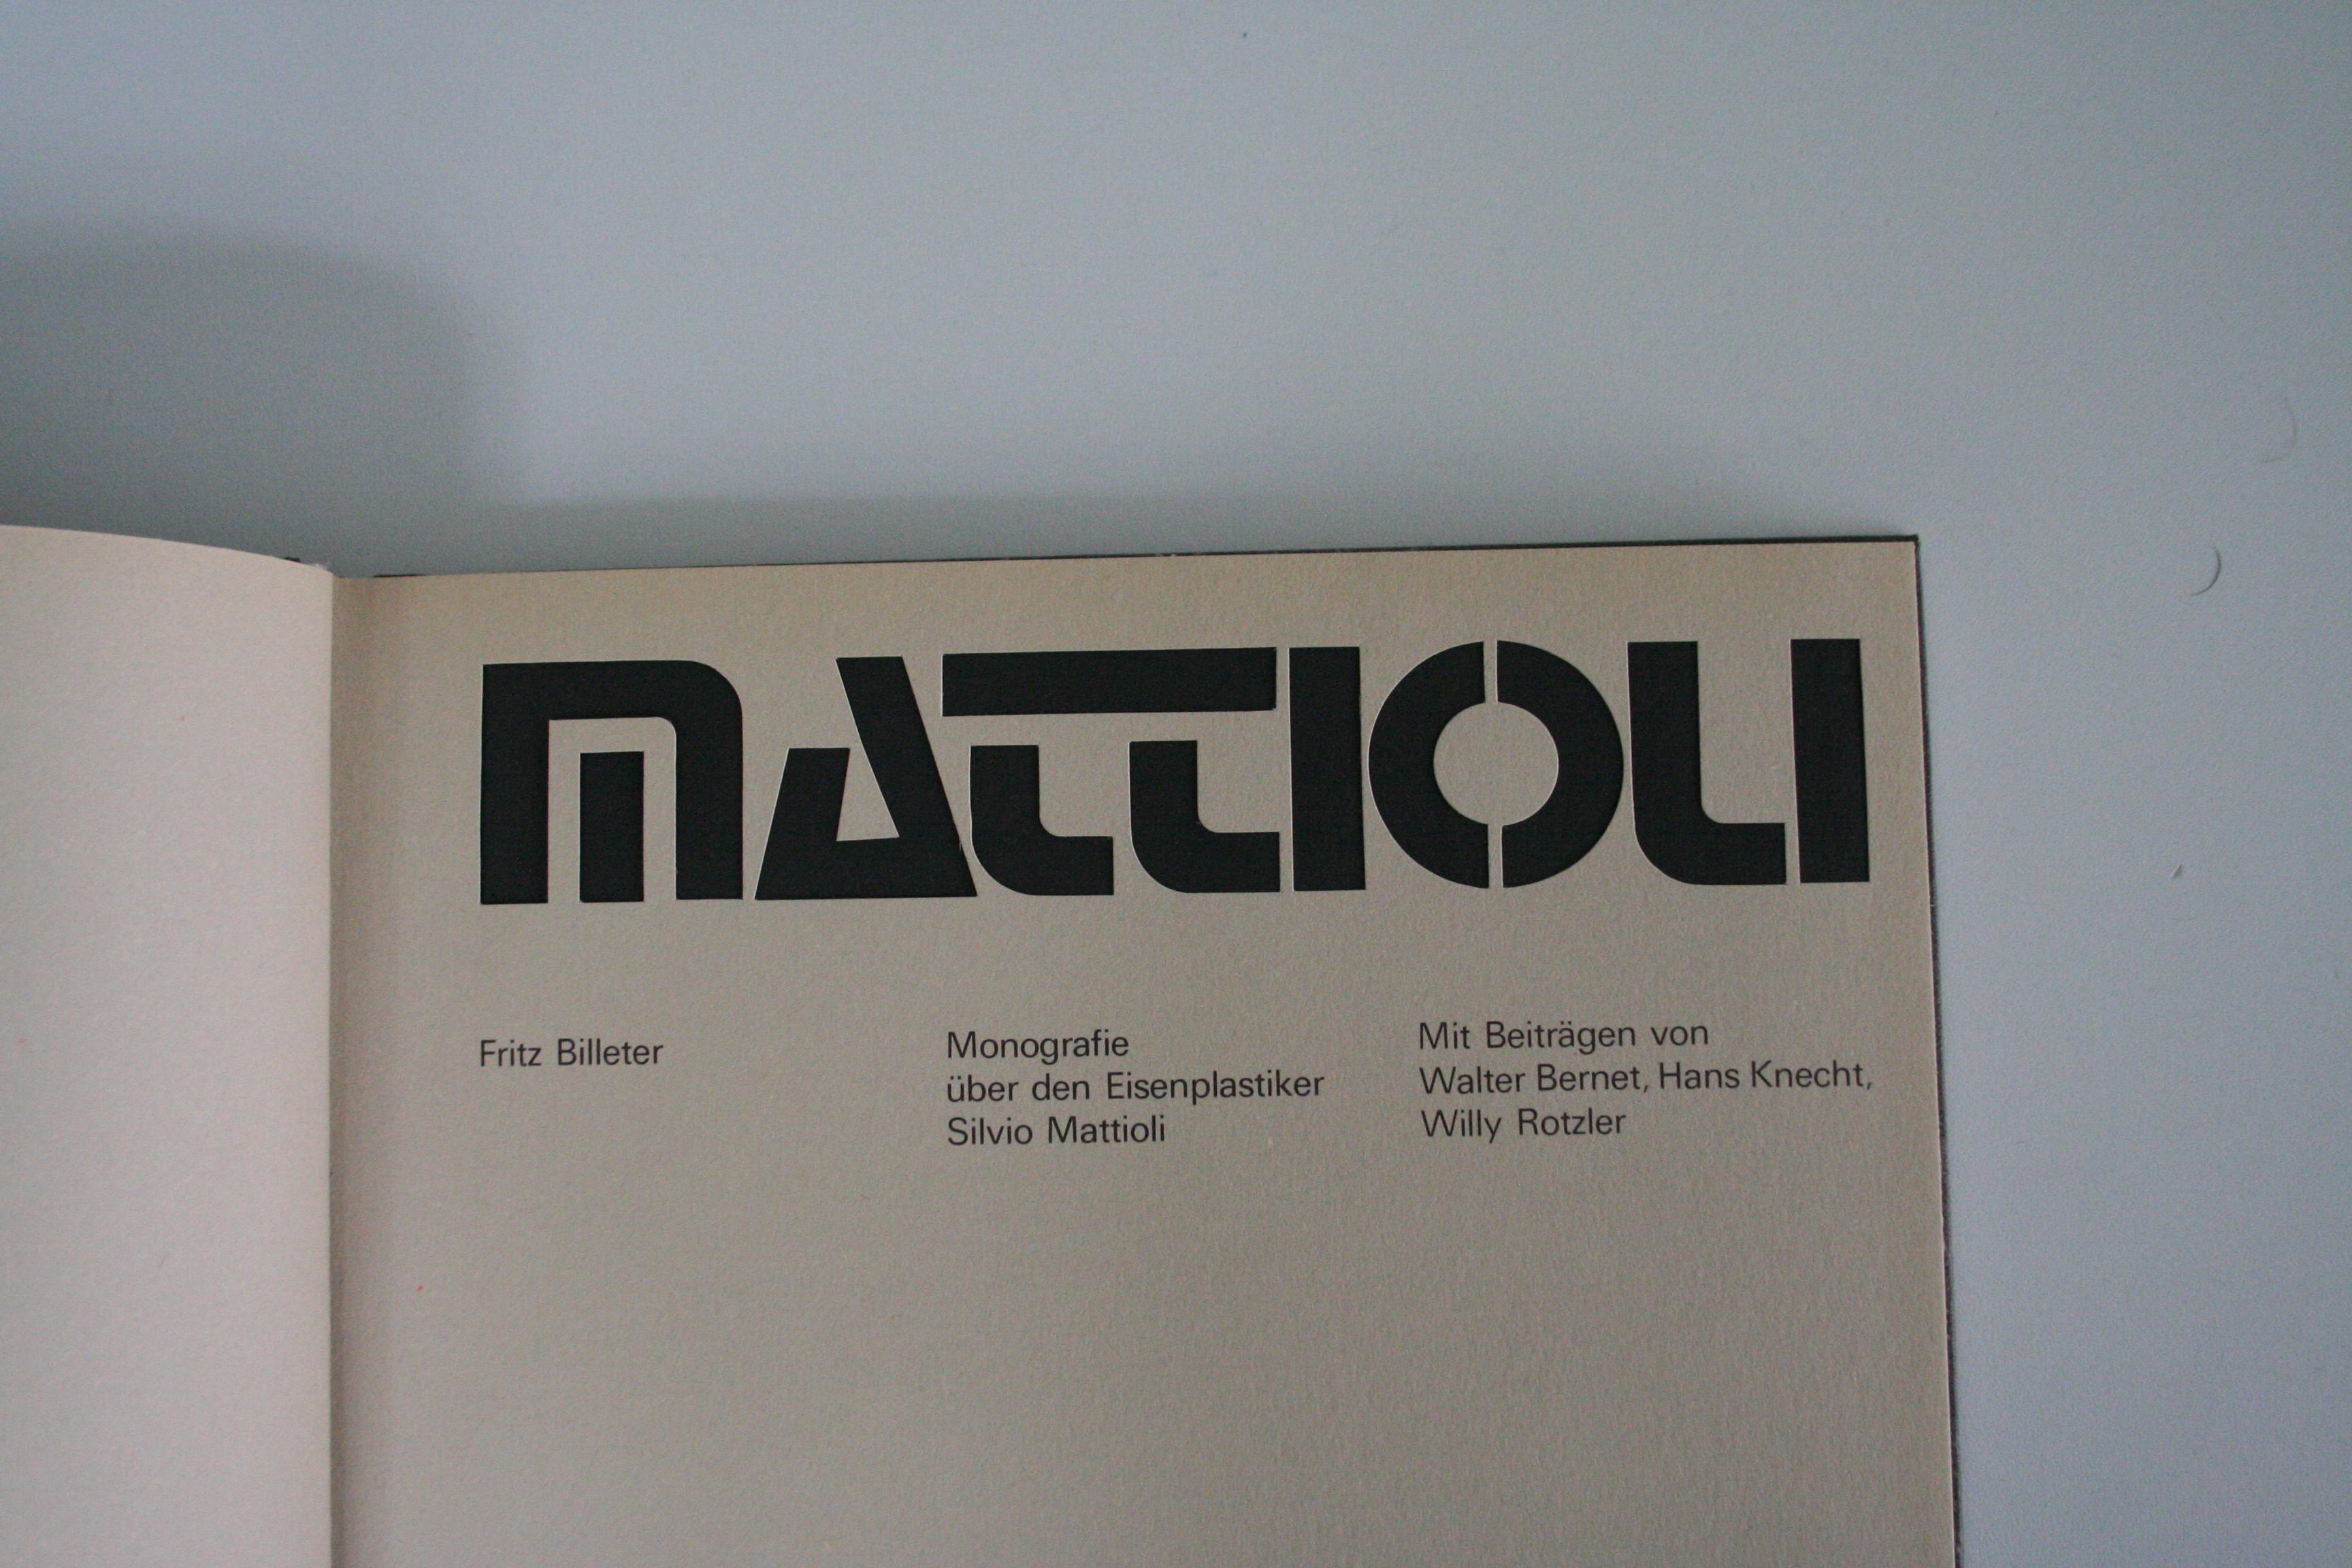 MATTIOLI
Fritz Billeter
Monografie
über den Eisenplastiker
Silvio Mattioli
Mit Beiträgen von
Walter Bernet, Hans Knecht,
Willy Rotzler